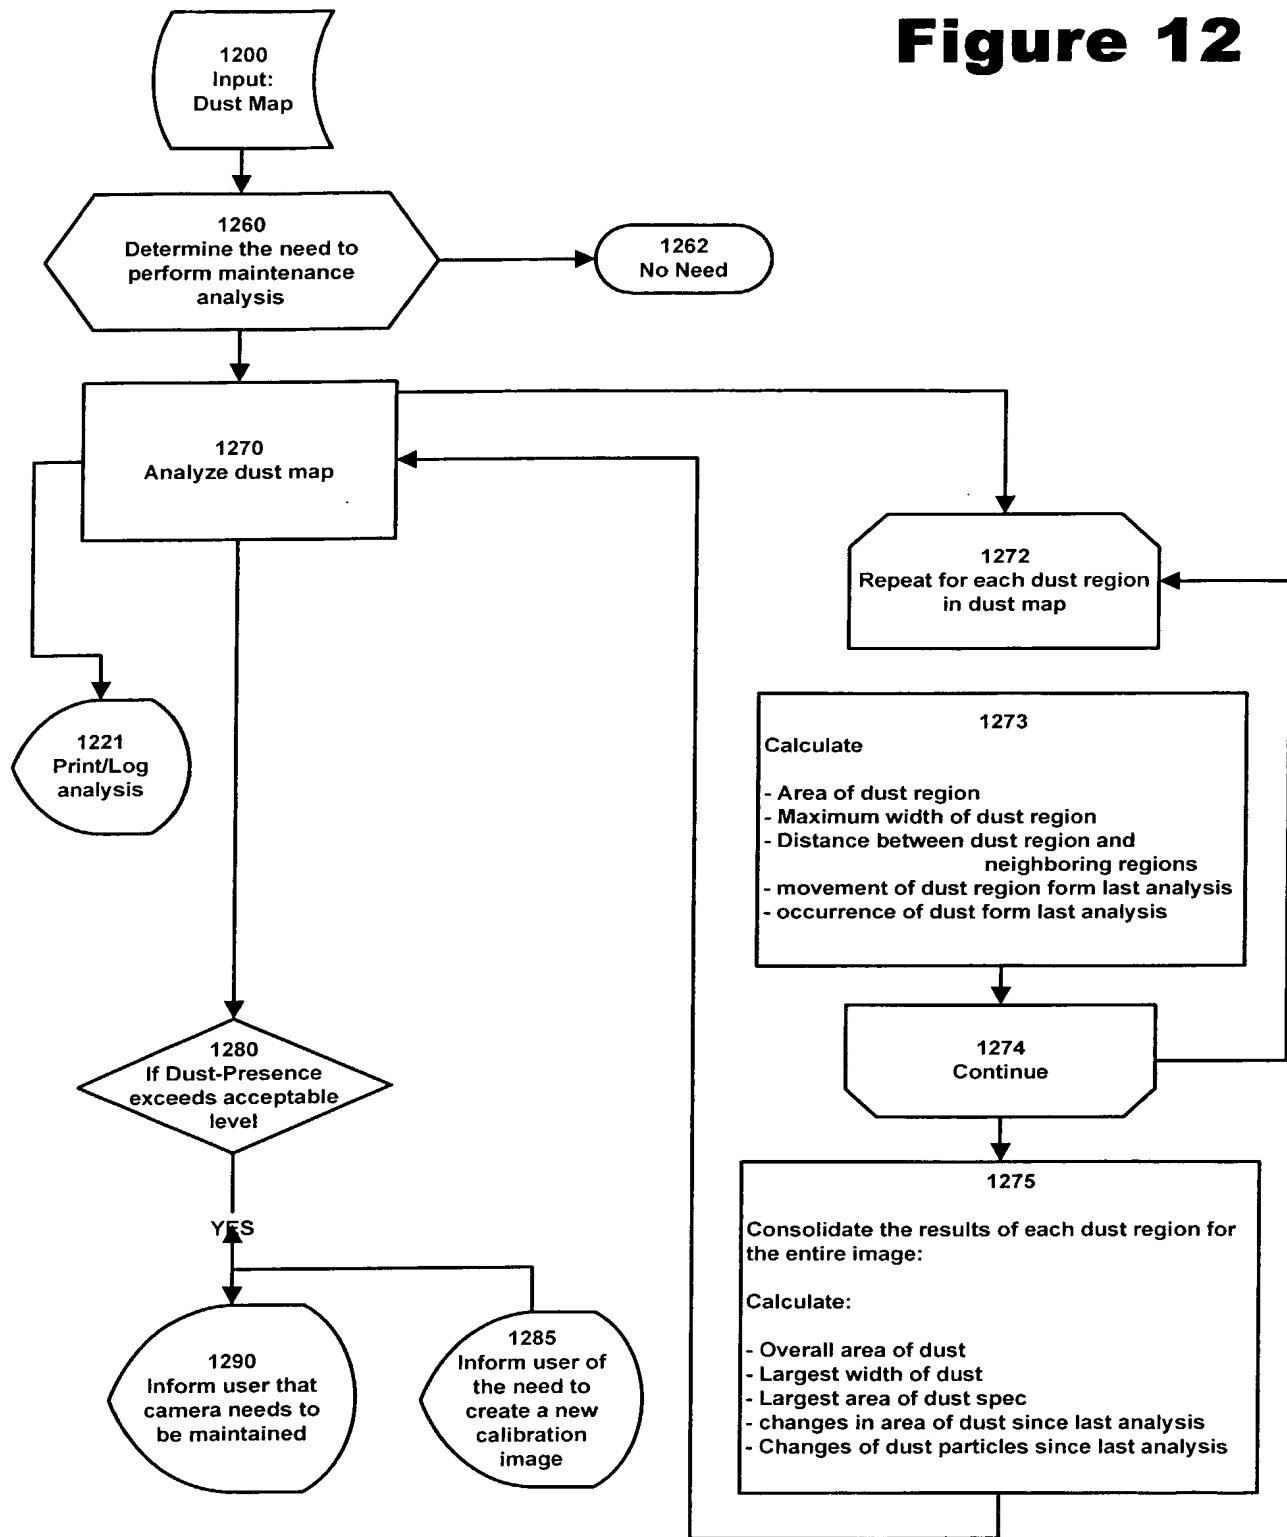 Figure 12
1200
Input:
Dust Map
1260
Determine the need to
perform maintenance
analysis
1262
No Need
1270
Analyze dust map
1272
Repeat for each dust region
in dust map
1221
Print/Log
analysis
1273
Calculate
- Area of dust region
- Maximum width of dust region
- Distance between dust region and
neighboring regions
- movement of dust region form last analysis
- occurrence of dust form last analysis
1280
If Dust-Presence
exceeds acceptable
level
1274
Continue
YES
1275
Consolidate the results of each dust region for
the entire image:
Calculate:
- Overall area of dust
- Largest width of dust
- Largest area of dust spec
- changes in area of dust since last analysis
- Changes of dust particles since last analysis
1290
Inform user that
camera needs to
be maintained
1285
Inform user of
the need to
create a new
calibration
image